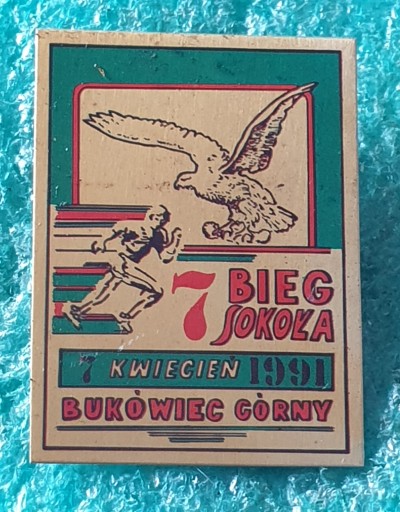 7 BIEG
SOKOŁA
7 KWIECIEŃ 1991
BUKÓWIEC GÓRNY